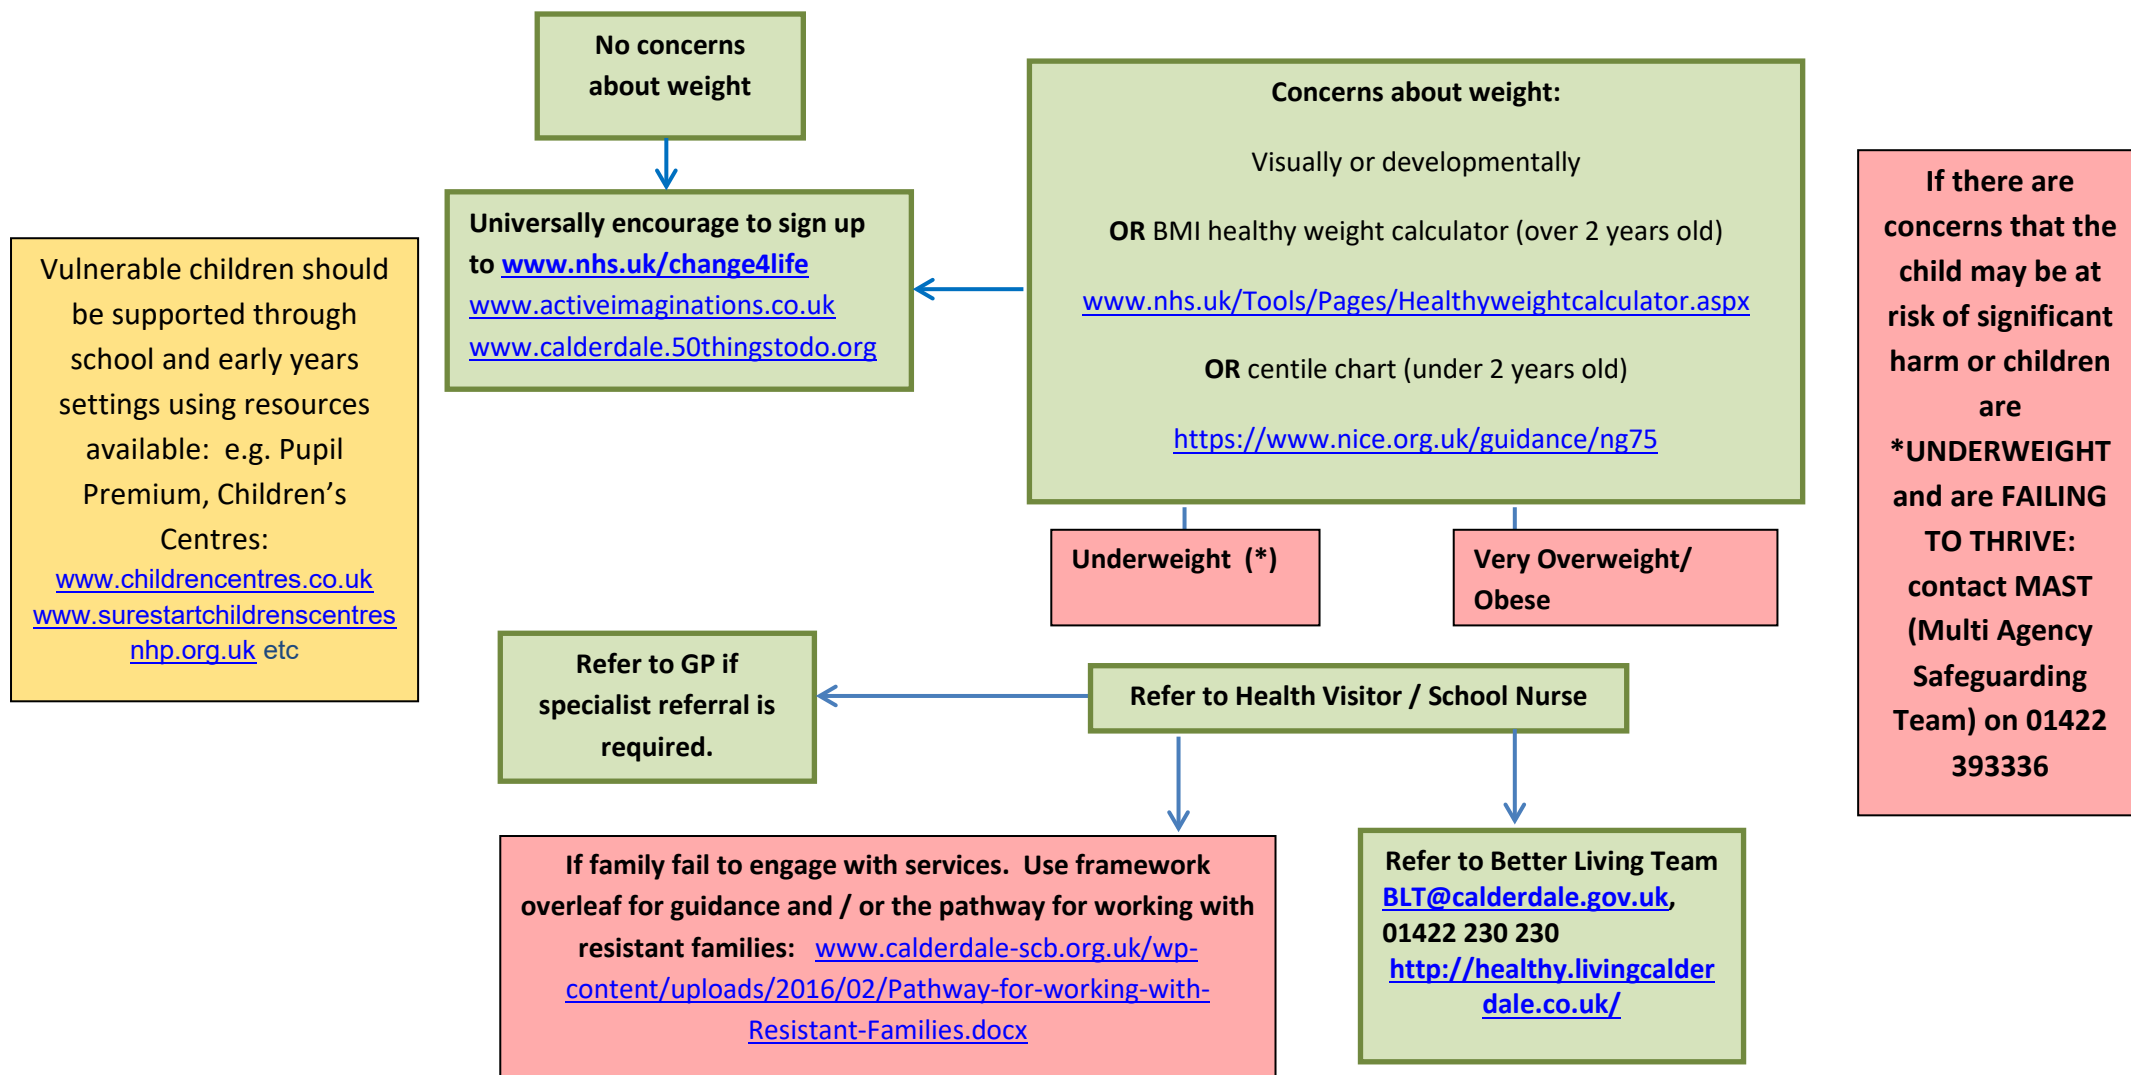 No concerns
about weight
Universally encourage to sign up
to www.nhs.uk/change4life
www.activeimaginations.co.uk
www.calderdale.50thingstodo.org
Concerns about weight:
Visually or developmentally
OR BMI healthy weight calculator (over 2 years old)
www.nhs.uk/Tools/Pages/Healthyweightcalculator.aspx
OR centile chart (under 2 years old)
https://www.nice.org.uk/guidance/ng75
Vulnerable children should
be supported through
school and early years
settings using resources
available:  e.g. Pupil
Premium, Children’s
Centres:
www.childrencentres.co.uk
www.surestartchildrenscentres
nhp.org.uk etc
If there are
concerns that the
child may be at
risk of significant
harm or children
are
*UNDERWEIGHT
and are FAILING
TO THRIVE:
contact MAST
(Multi Agency
Safeguarding
Team) on 01422
393336
Underweight  (*)
Very Overweight/
Obese
Refer to GP if
specialist referral is
required.
Refer to Health Visitor / School Nurse
If family fail to engage with services.  Use framework
overleaf for guidance and / or the pathway for working with
resistant families:   www.calderdale-scb.org.uk/wp-
content/uploads/2016/02/Pathway-for-working-with-
Resistant-Families.docx
Refer to Better Living Team
BLT@calderdale.gov.uk,
01422 230 230
http://healthy.livingcalder
dale.co.uk/